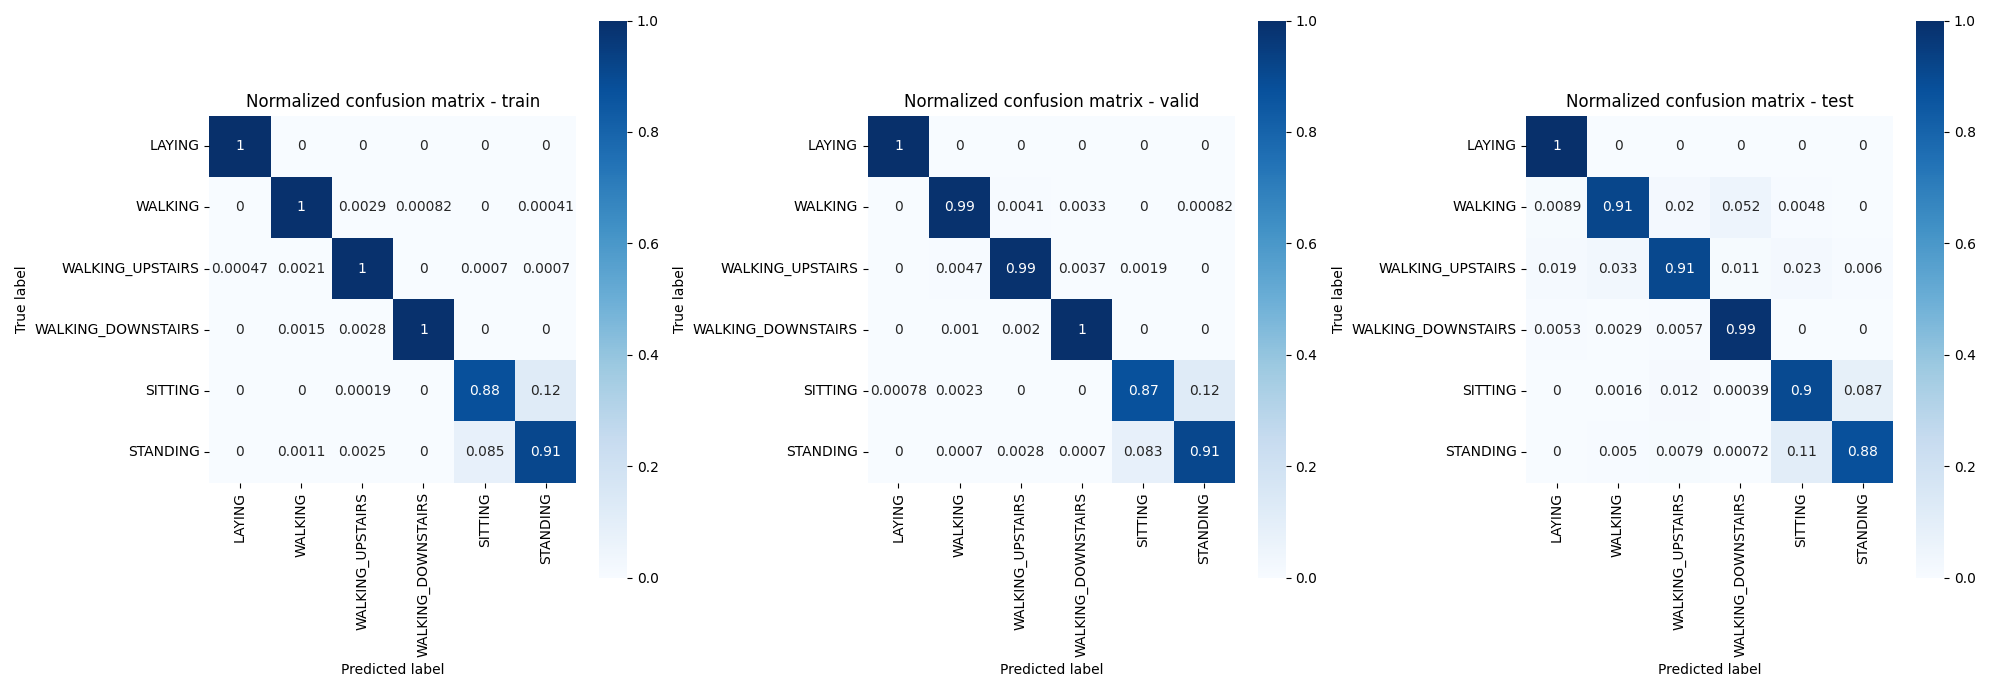 Normalized confusion matrix - train
True label
LAYING 1 0 0 0 0 0
WALKING 0 1 0.0029 0.00082 0 0.00041
WALKING_UPSTAIRS 0.00047 0.0021 1 0 0.0007 0.0007
WALKING_DOWNSTAIRS 0 0.0015 0.0028 1 0 0
SITTING 0 0 0.00019 0 0.88 0.12
STANDING 0 0.0011 0.0025 0 0.085 0.91
LAYING WALKING WALKING_UPSTAIRS WALKING_DOWNSTAIRS SITTING STANDING
Predicted label
1.0
0.8
0.6
0.4
0.2
0.0
Normalized confusion matrix - valid
True label
LAYING 1 0 0 0 0 0
WALKING 0 0.99 0.0041 0.0033 0 0.00082
WALKING_UPSTAIRS 0 0.0047 0.99 0.0037 0.0019 0
WALKING_DOWNSTAIRS 0 0.001 0.002 1 0 0
SITTING 0.00078 0.0023 0 0 0.87 0.12
STANDING 0 0.0007 0.0028 0.0007 0.083 0.91
LAYING WALKING WALKING_UPSTAIRS WALKING_DOWNSTAIRS SITTING STANDING
Predicted label
1.0
0.8
0.6
0.4
0.2
0.0
Normalized confusion matrix - test
True label
LAYING 1 0 0 0 0 0
WALKING 0.0089 0.91 0.02 0.052 0.0048 0
WALKING_UPSTAIRS 0.019 0.033 0.91 0.011 0.023 0.006
WALKING_DOWNSTAIRS 0.0053 0.0029 0.0057 0.99 0 0
SITTING 0 0.0016 0.012 0.00039 0.9 0.087
STANDING 0 0.005 0.0079 0.00072 0.11 0.88
LAYING WALKING WALKING_UPSTAIRS WALKING_DOWNSTAIRS SITTING STANDING
Predicted label
1.0
0.8
0.6
0.4
0.2
0.0